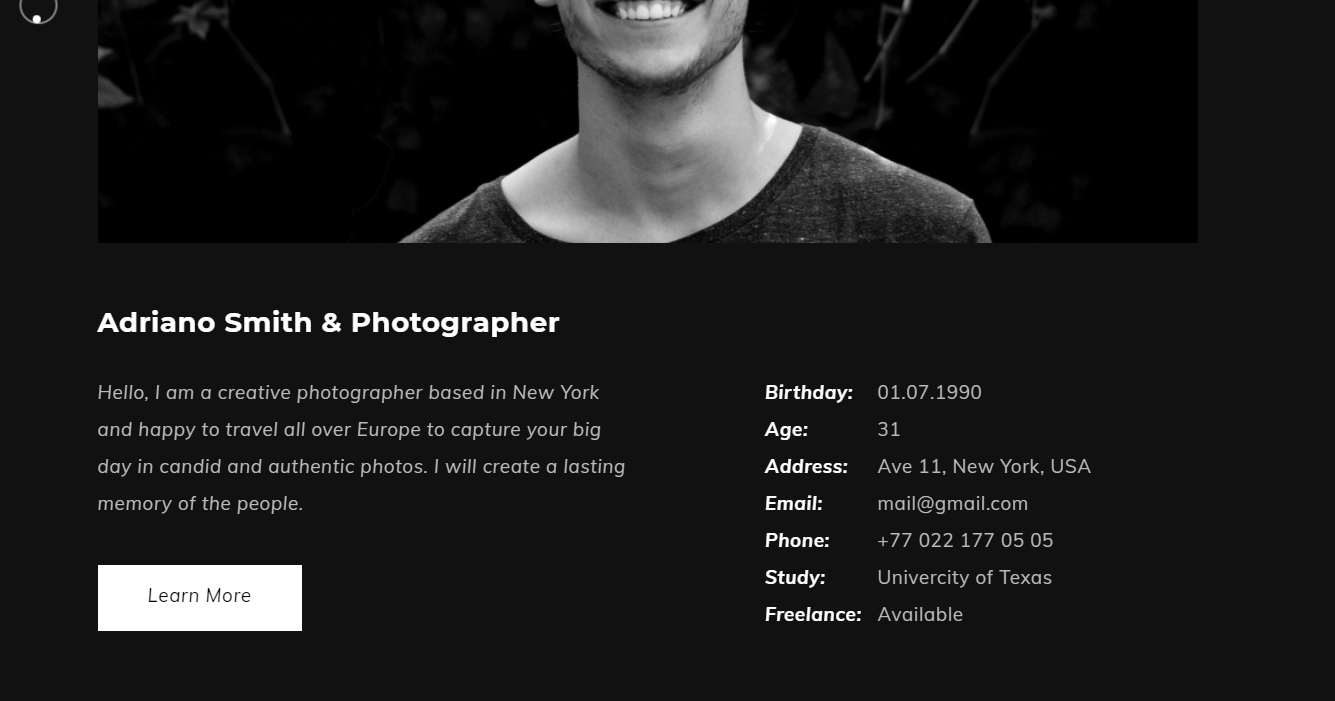 Adriano Smith & Photographer
Hello, I am a creative photographer based in New York
and happy to travel all over Europe to capture your big
day in candid and authentic photos. I will create a lasting
memory of the people.
Learn More
Birthday: 01.07.1990
Age: 31
Address: Ave 11, New York, USA
Email: mail@gmail.com
Phone: +77 022 177 05 05
Study: Univercity of Texas
Freelance: Available